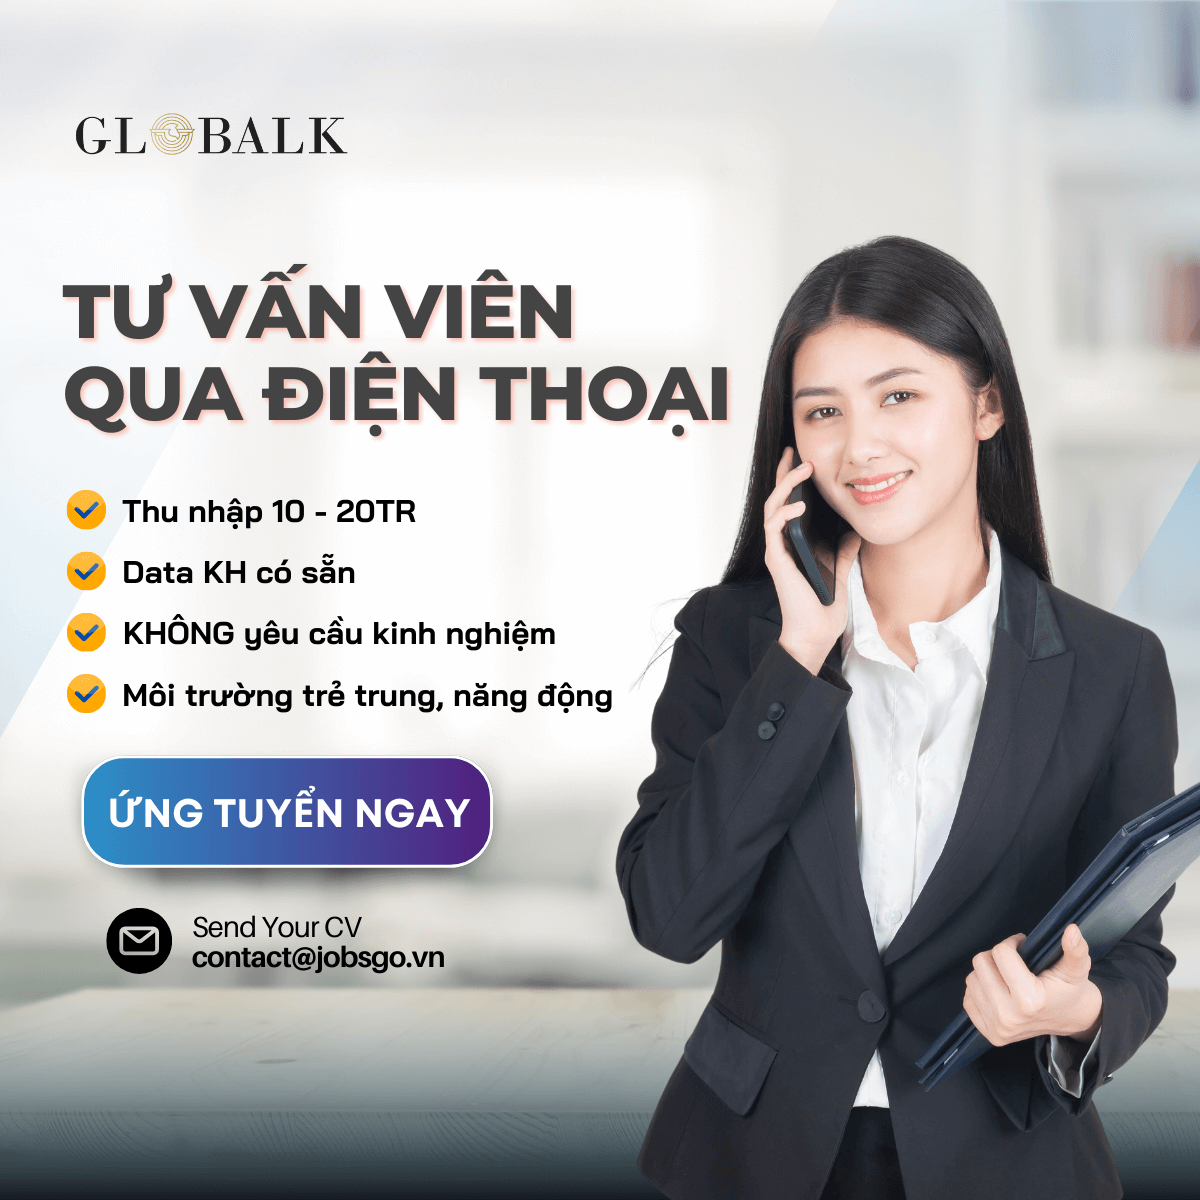 GLOBALK
TƯ VẤN VIÊN
QUA ĐIỆN THOẠI
Thu nhập 10 - 20TR
Data KH có sẵn
KHÔNG yêu cầu kinh nghiệm
Môi trường trẻ trung, năng động
ỨNG TUYỂN NGAY
Send Your CV
contact@jobsgo.vn